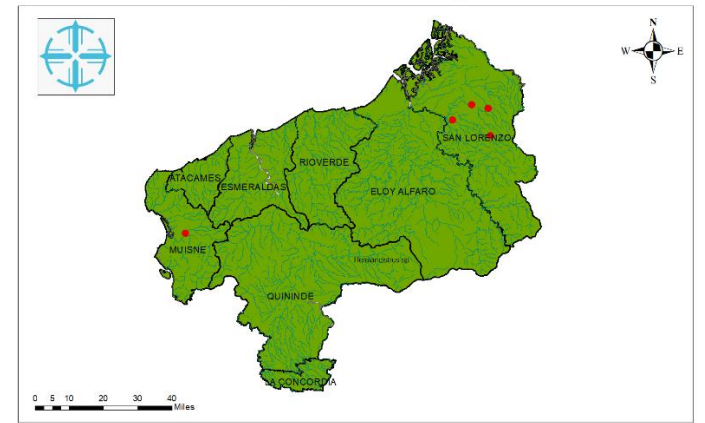 N
W E
S
SAN LORENZO
RIOVERDE
ATACAMES
ESMERALDAS
ELOY ALFARO
MUISNE
QUININDE
LA CONCORDIA
0 5 10 20 30 40
Miles